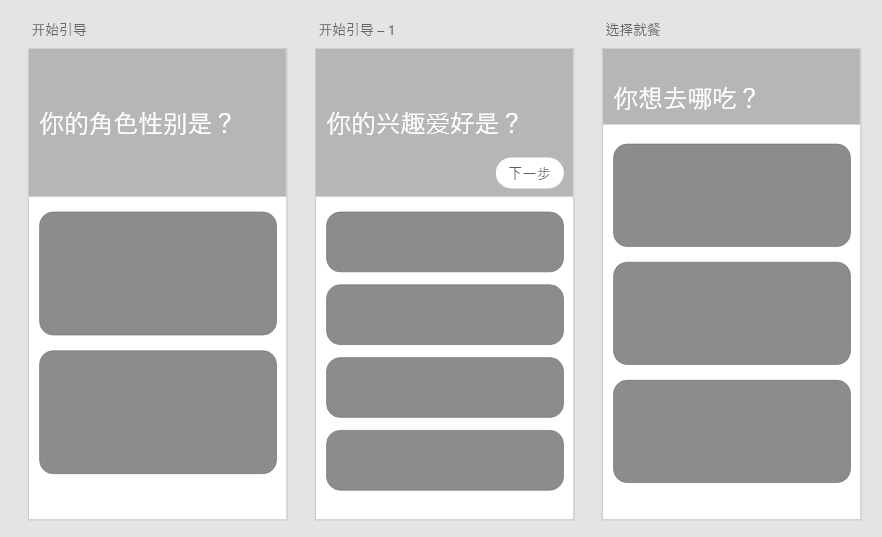 开始引导
开始引导 – 1
选择就餐
你的角色性别是？
你的兴趣爱好是？
下一步
你想去哪吃？